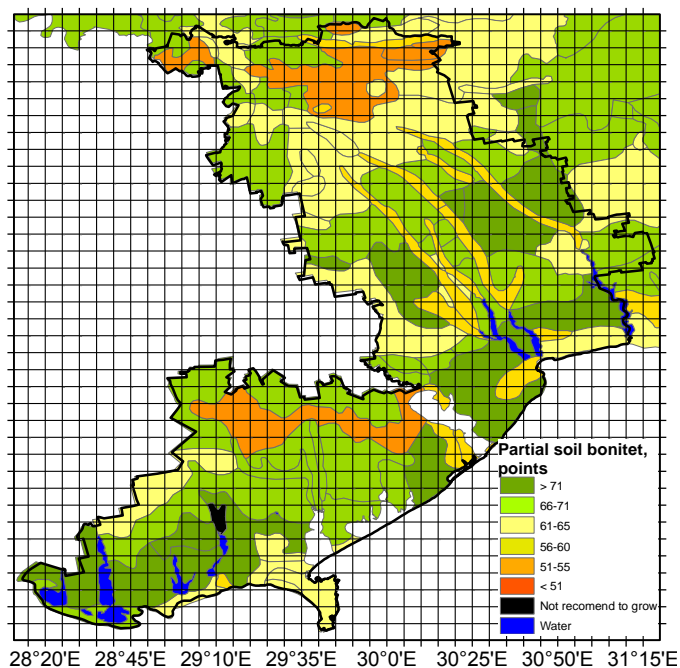 Partial soil bonitet,
points
> 71
66-71
61-65
56-60
51-55
< 51
Not recomend to grow
Water
28°20'E 28°45'E 29°10'E 29°35'E 30°0'E 30°25'E 30°50'E 31°15'E